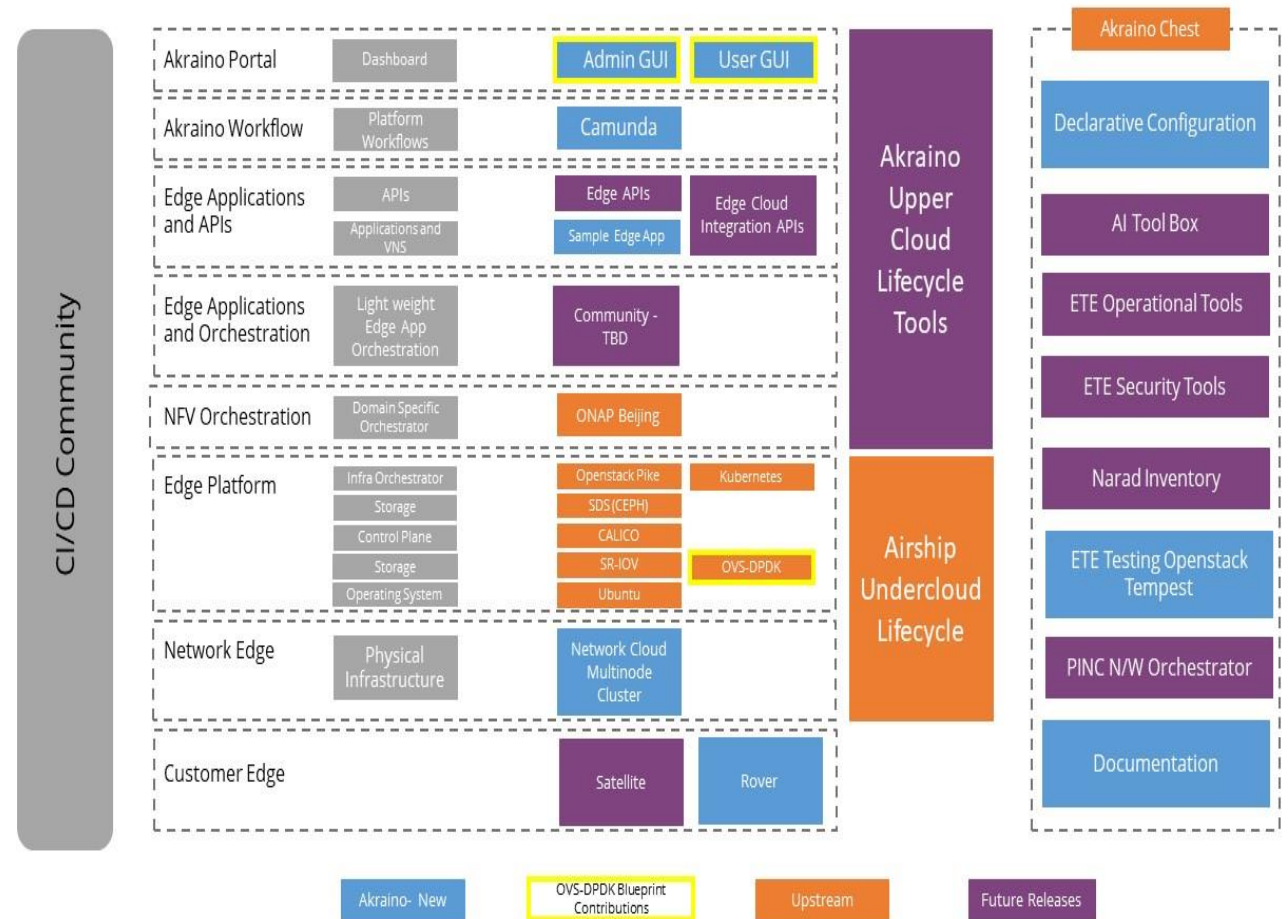 Akraino Chest
CI/CD Community
Akraino Portal
Dashboard
Admin GUI
User GUI
Akraino Workflow
Platform
Workflows
Camunda
Edge Applications
and APIs
APIs
Applications and
VNS
Edge APIs
Sample Edge App
Edge Cloud
Integration APIs
Edge Applications
and Orchestration
Light weight
Edge App
Orchestration
Community -
TBD
NFV Orchestration
Domain Specific
Orchestrator
ONAP Beijing
Edge Platform
Infra Orchestrator
Storage
Control Plane
Storage
Operating System
Openstack Pike
Kubernetes
SDS (CEPH)
CALICO
SR-IOV
OVS-DPDK
Ubuntu
Network Edge
Physical
Infrastructure
Network Cloud
Multinode
Cluster
Customer Edge
Satellite
Rover
Akraino
Upper
Cloud
Lifecycle
Tools
Airship
Undercloud
Lifecycle
Declarative Configuration
AI Tool Box
ETE Operational Tools
ETE Security Tools
Narad Inventory
ETE Testing Openstack
Tempest
PINC N/W Orchestrator
Documentation
Akraino- New
OVS-DPDK Blueprint
Contributions
Upstream
Future Releases